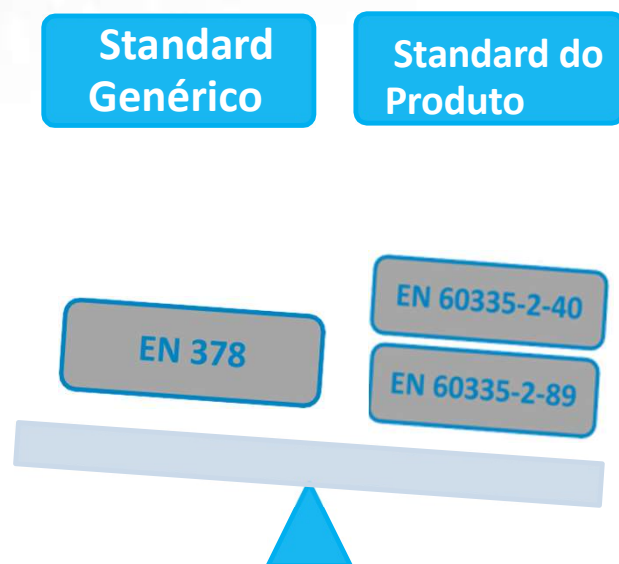 Standard
Genérico
Standard do
Produto
EN 378
EN 60335-2-40
EN 60335-2-89